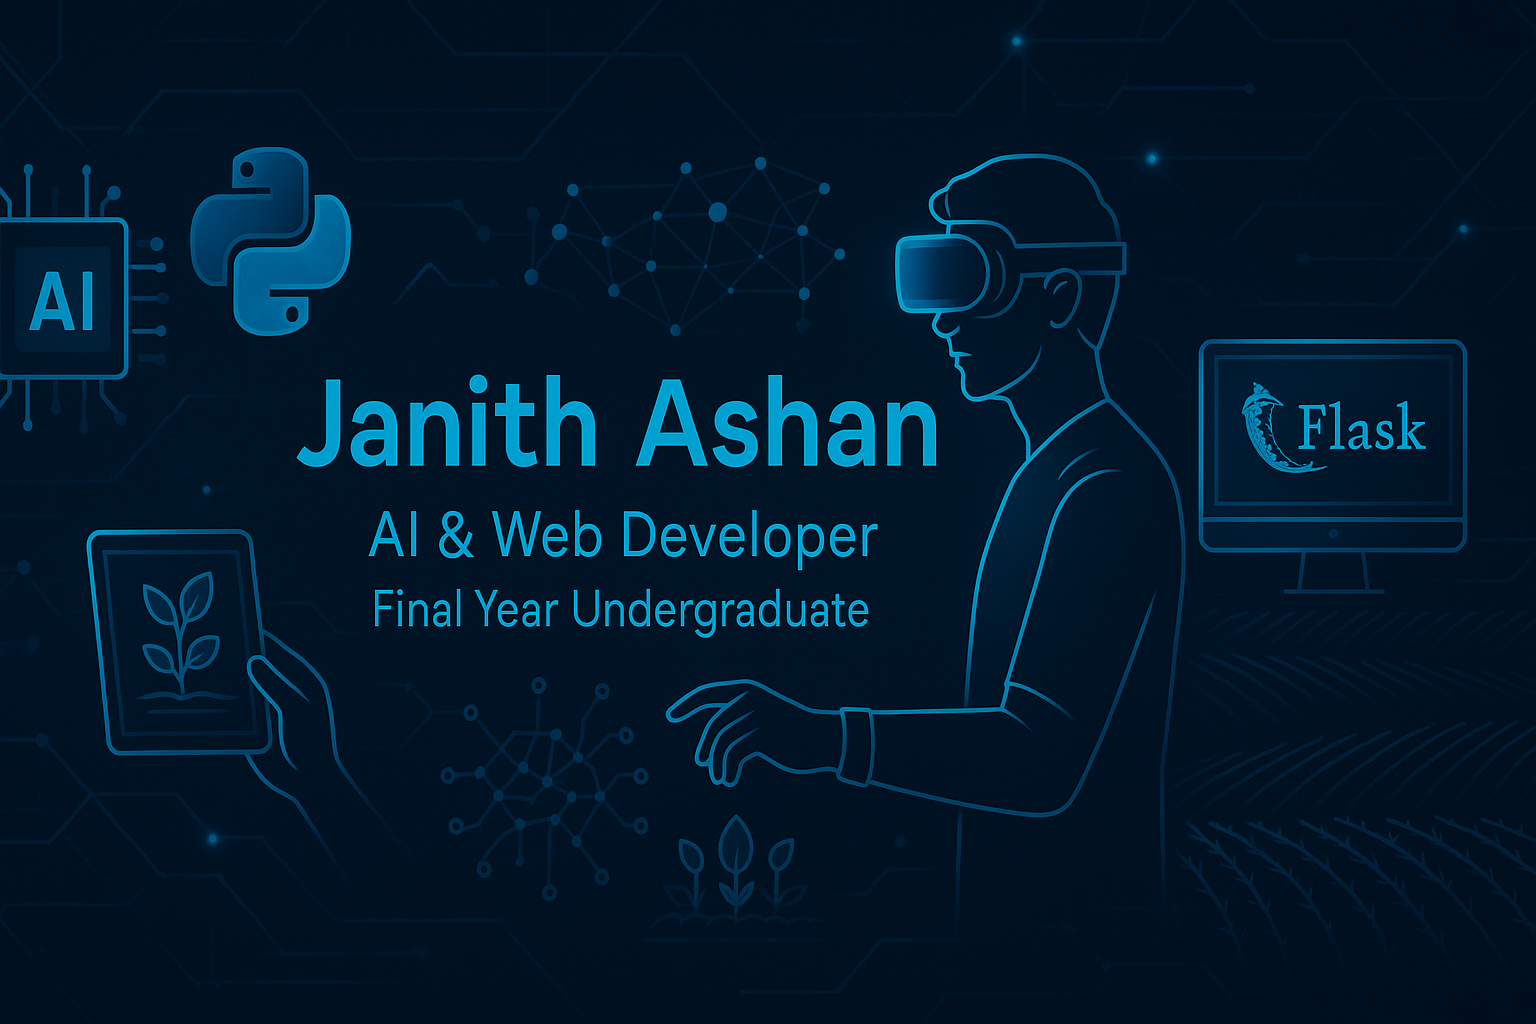 AI
Janith Ashan
AI & Web Developer
Final Year Undergraduate
Flask